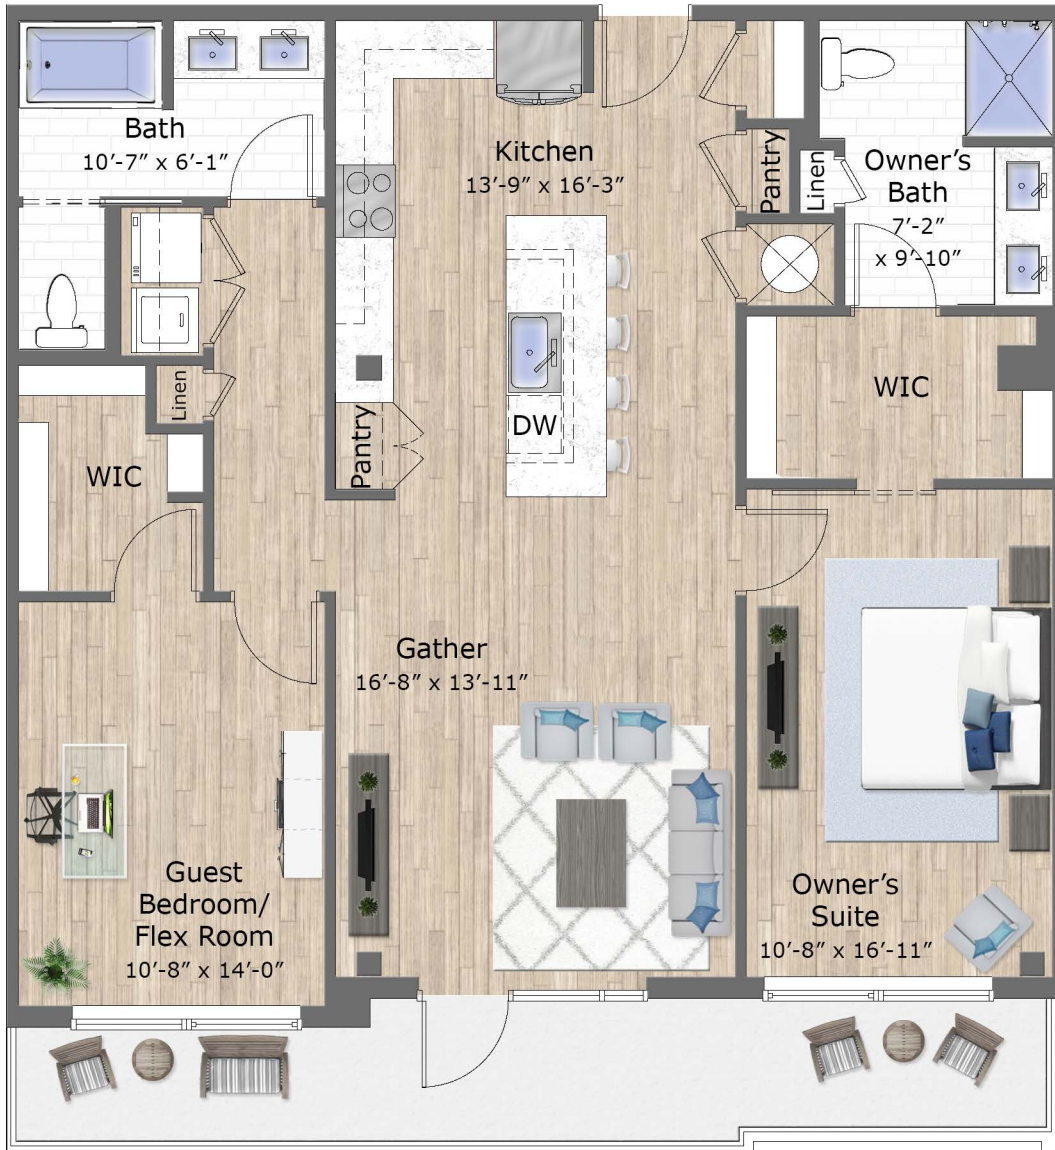 Bath
10’-7” x 6’-1”
Kitchen
13’-9” x 16’-3”
Pantry
Linen
Owner’s
Bath
7’-2”
x 9’-10”
Linen
WIC
Pantry
DW
WIC
Gather
16’-8” x 13’-11”
Guest
Bedroom/
Flex Room
10’-8” x 14’-0”
Owner’s
Suite
10’-8” x 16’-11”